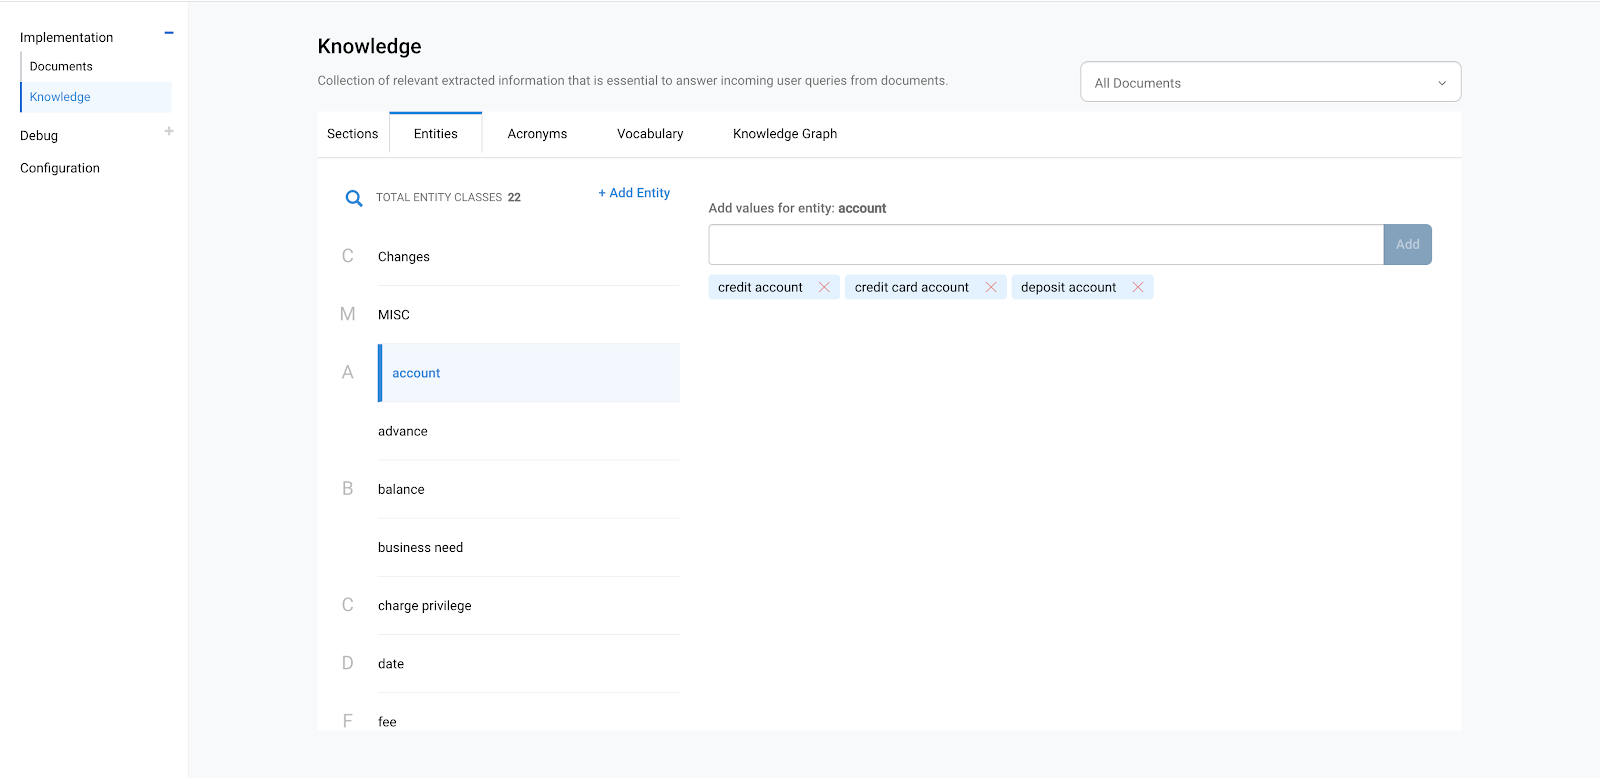 Implementation
Documents
Knowledge
Debug
Configuration
Knowledge
Collection of relevant extracted information that is essential to answer incoming user queries from documents.
All Documents
Sections Entities Acronyms Vocabulary Knowledge Graph
TOTAL ENTITY CLASSES 22 + Add Entity
C Changes
M MISC
A account
advance
B balance
business need
C charge privilege
D date
F fee
Add values for entity: account
Add
credit account credit card account deposit account